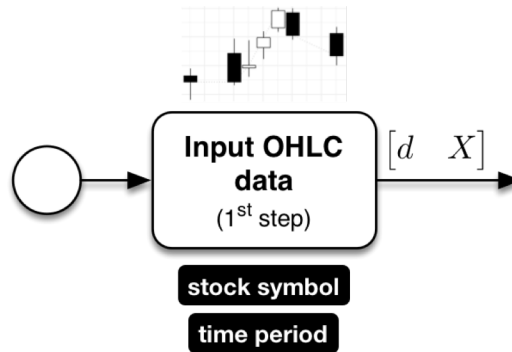 Input OHLC
data
(1st step)
[d X]
stock symbol
time period